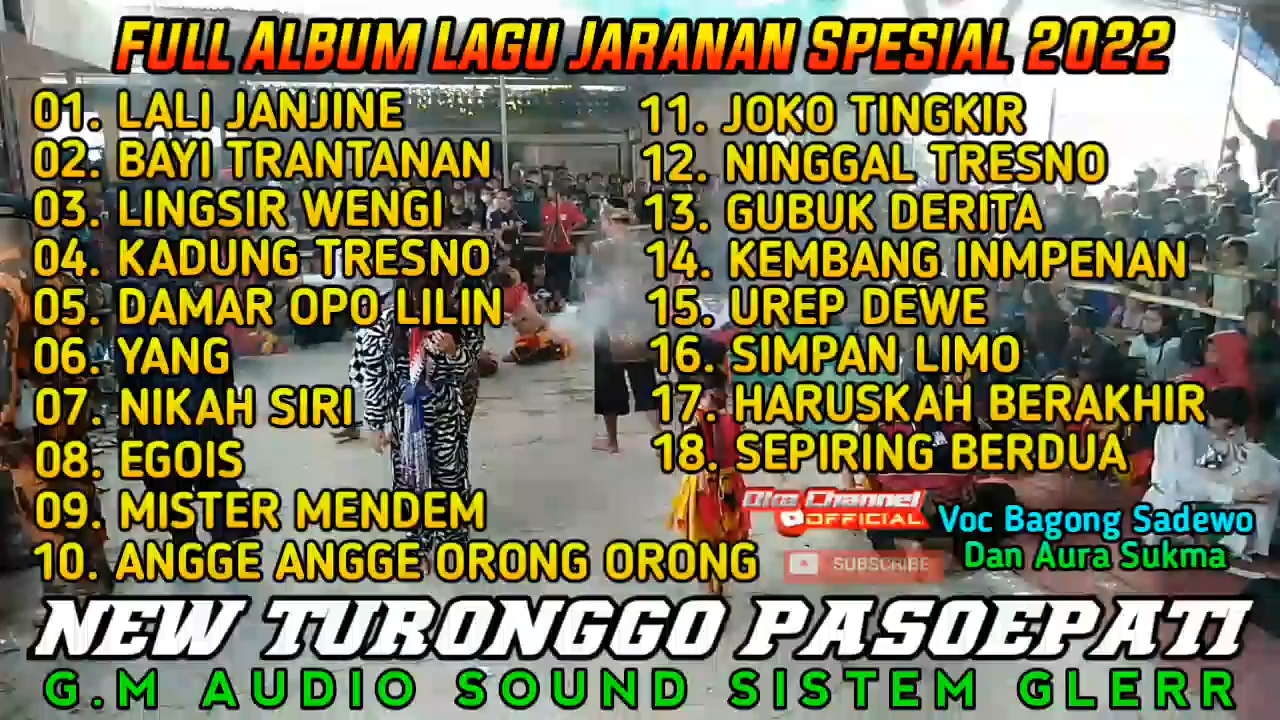 FULL ALBUM LAGU JARANAN SPESIAL 2022
01. LALI JANJINE
02. BAYI TRANTANAN
03. LINGSIR WENGI
04. KADUNG TRESNO
05. DAMAR OPO LILIN
06. YANG
07. NIKAH SIRI
08. EGOIS
09. MISTER MENDEM
10. ANGGE ANGGE ORONG ORONG
11. JOKO TINGKIR
12. NINGGAL TRESNO
13. GUBUK DERITA
14. KEMBANG INMPENAN
15. UREP DEWE
16. SIMPAN LIMO
17. HARUSKAH BERAKHIR
18. SEPIRING BERDUA
Channel
OFFICIAL
SUBSCRIBE
Voc Bagong Sadewo
Dan Aura Sukma
NEW TURONGGO PASOEPATI
G.M AUDIO SOUND SISTEM GLERR